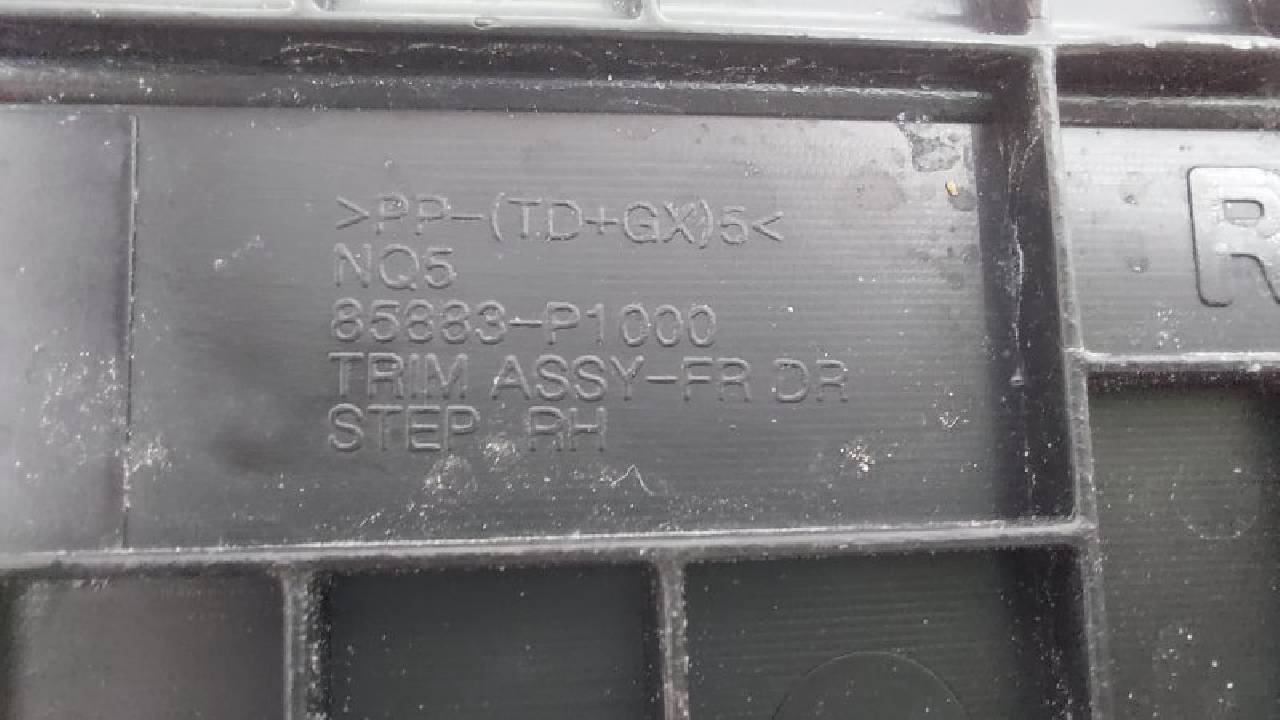 >PP-(TD+GX)5<
NQ5
85883-P1000
TRIM ASSY-FR DR
STEP RH
R